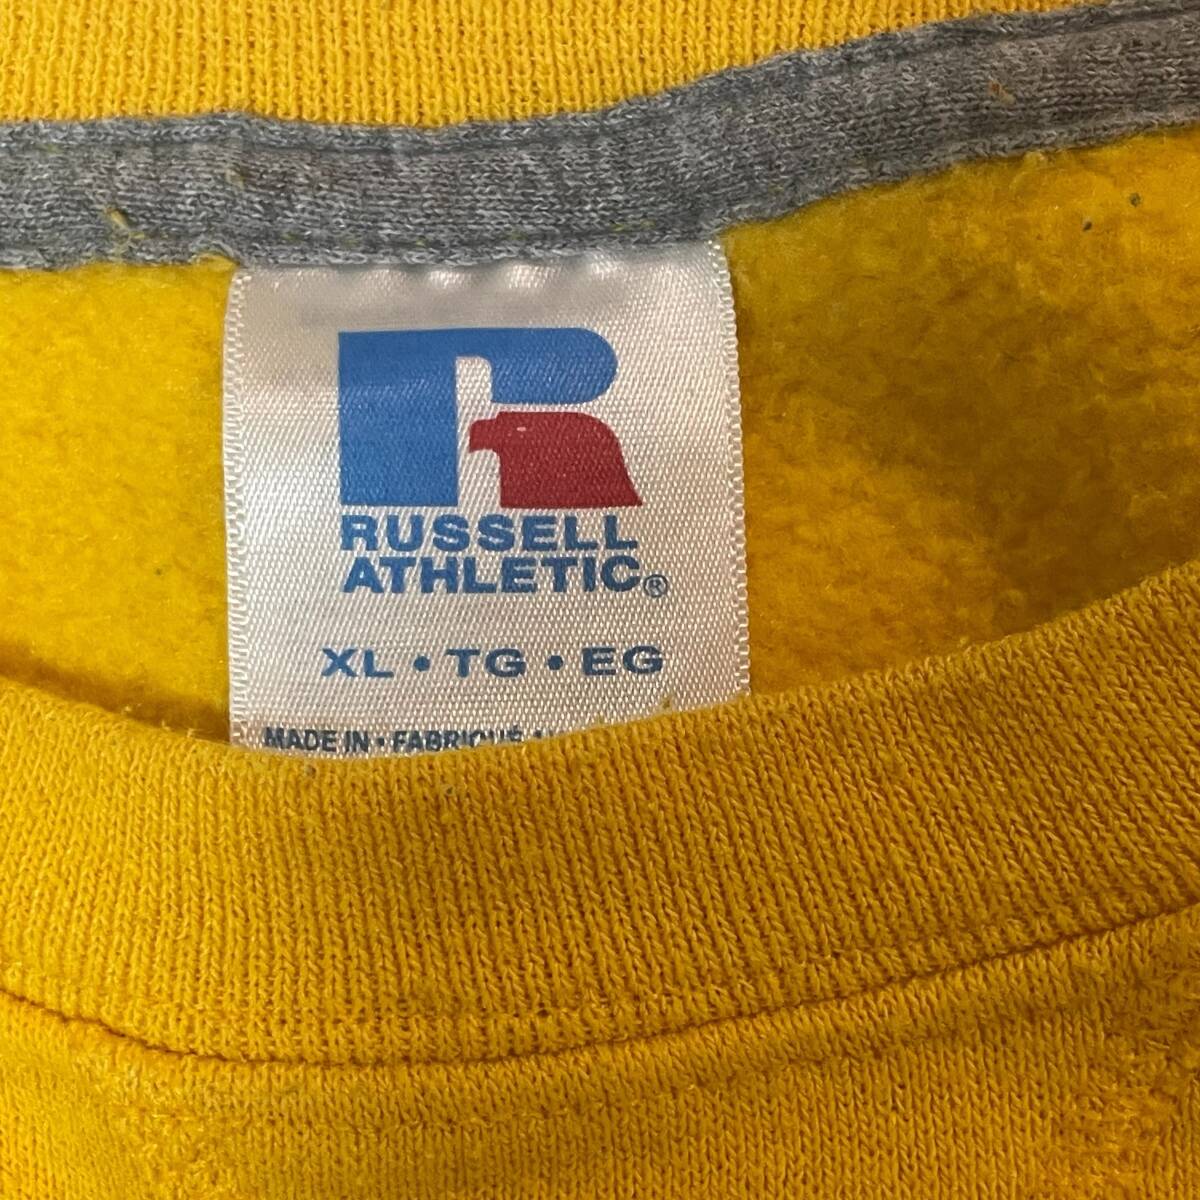 RUSSELL
ATHLETIC®
XL • TG • EG
MADE IN • FABRIQUÉ •